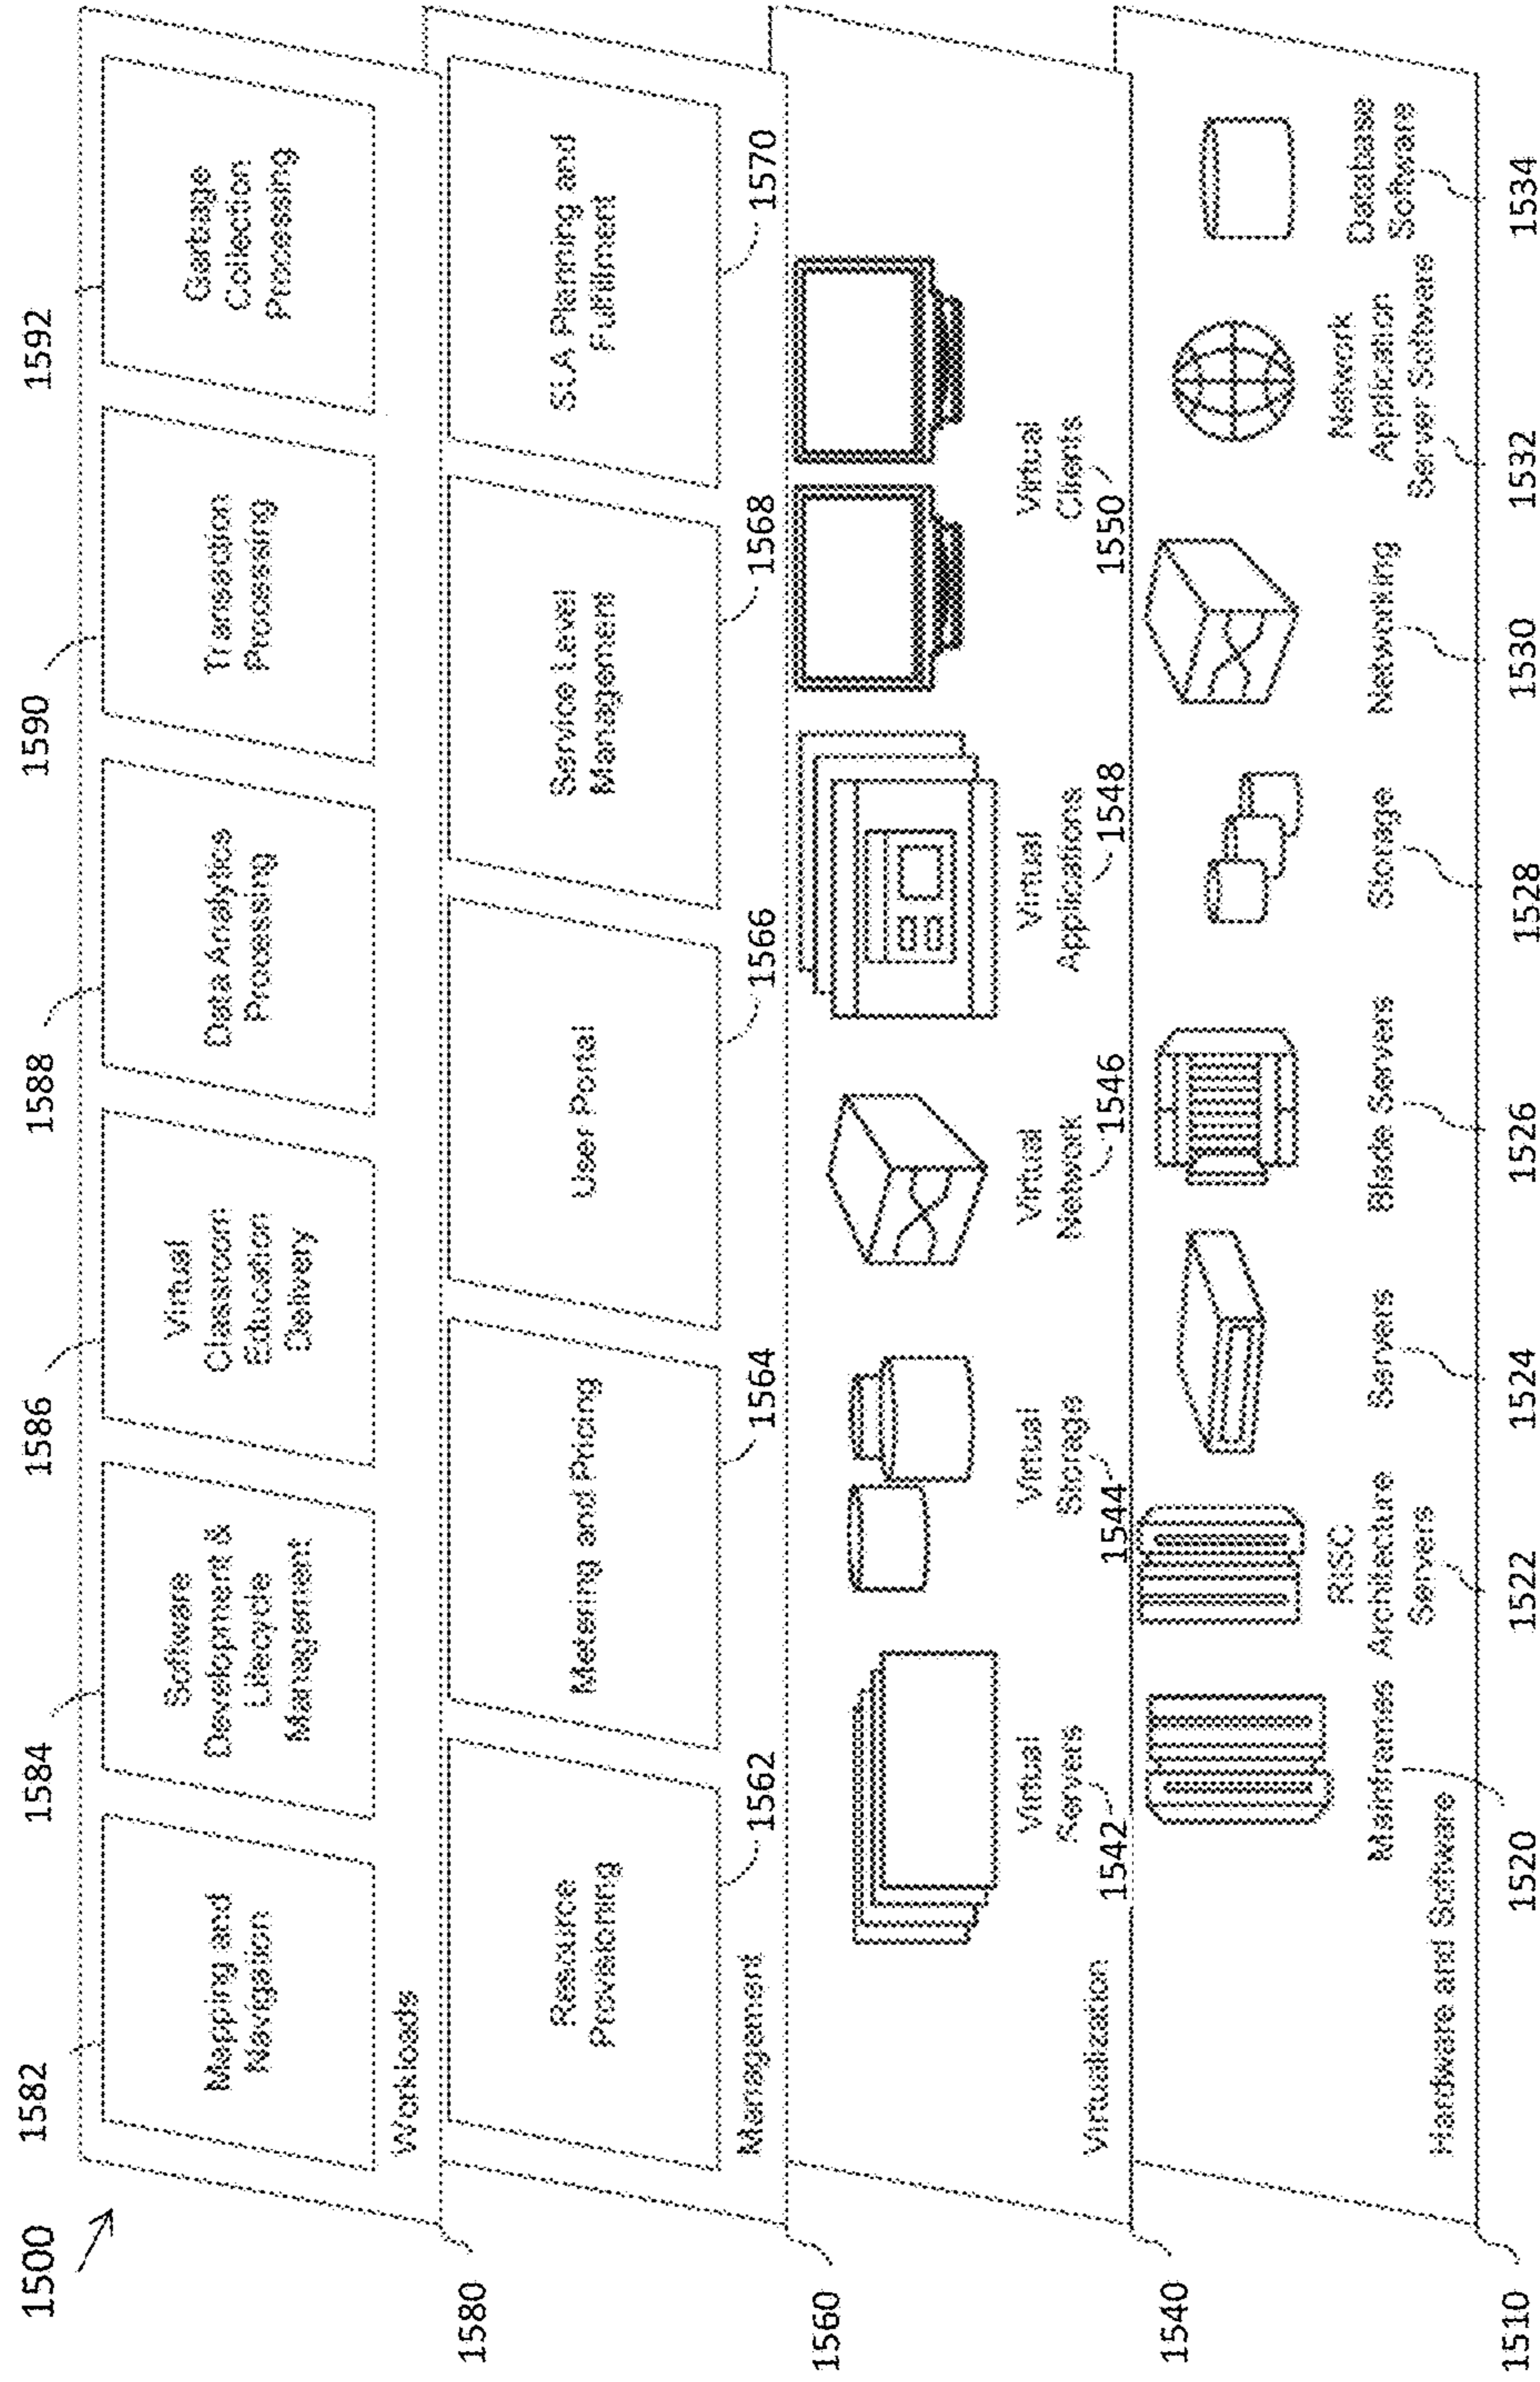 1500
1582
1584
1586
1588
1590
1592
Mapping and
Navigation
Software
Development &
Lifecycle
Management
Virtual
Classroom
Education
Delivery
Data Analytics
Processing
Transaction
Processing
Garbage
Collection
Processing
Workloads
1580
Resource
Provisioning
Metering and Pricing
User Portal
Service Level
Management
SLA Planning and
Fulfillment
Management
1562
1564
1566
1568
1570
1560
Virtual
Servers
1542
Virtual
Storage
1544
Virtual
Network
1546
Virtual
Applications
1548
Virtual
Clients
1550
Virtualization
1540
Mainframes
RISC
Architecture
Servers
Servers
Blade Servers
Storage
Networking
Network
Application
Server Software
Database
Software
Hardware and Software
1510
1520
1522
1524
1526
1528
1530
1532
1534